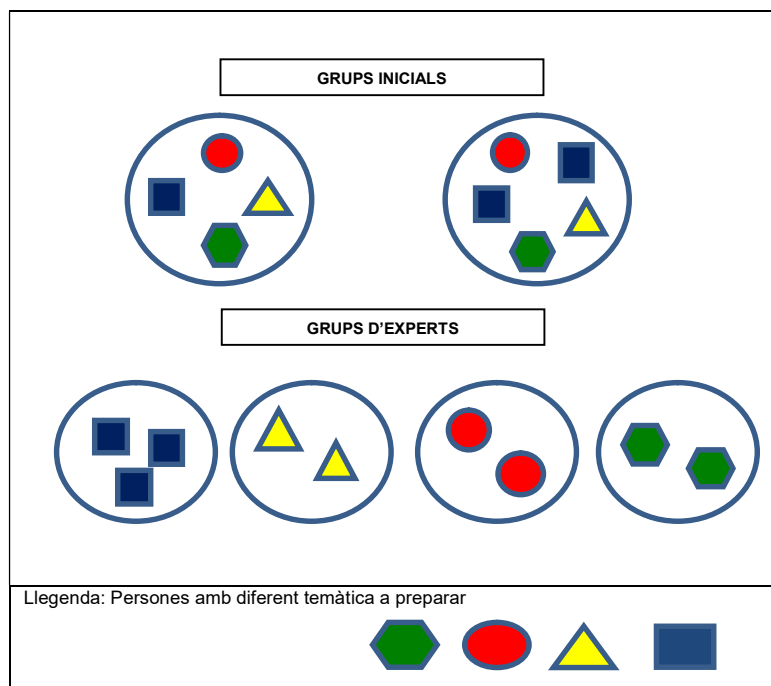 GRUPS INICIALS
GRUPS D’EXPERTS
Llegenda: Persones amb diferent temàtica a preparar